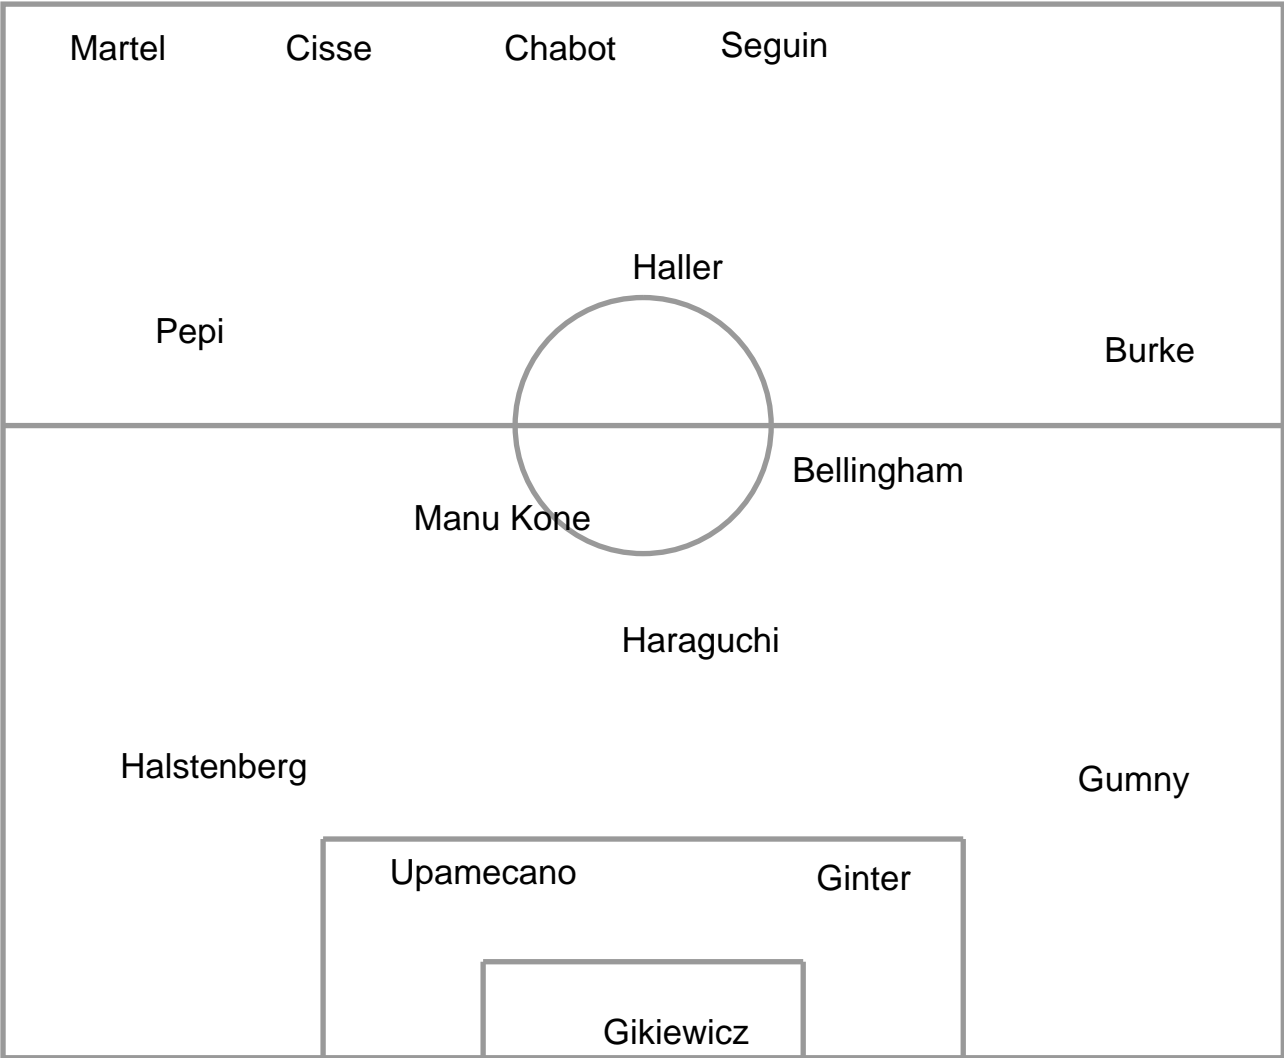 Martel Cisse Chabot Seguin
Haller
Pepi
Burke
Bellingham
Manu Kone
Haraguchi
Halstenberg
Gumny
Upamecano
Ginter
Gikiewicz